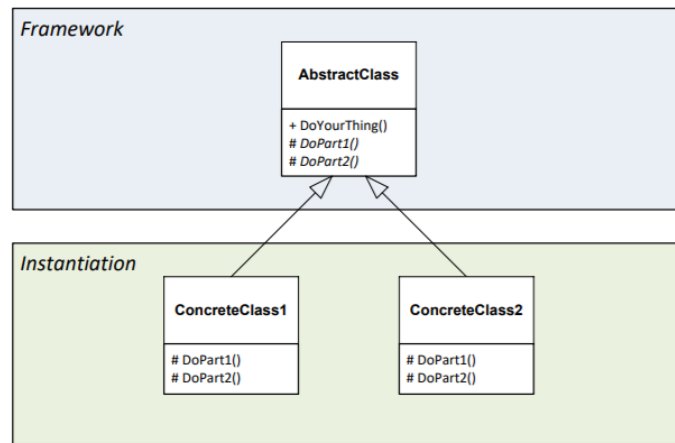 Framework
AbstractClass
+ DoYourThing()
# DoPart1()
# DoPart2()
Instantiation
ConcreteClass1
# DoPart1()
# DoPart2()
ConcreteClass2
# DoPart1()
# DoPart2()